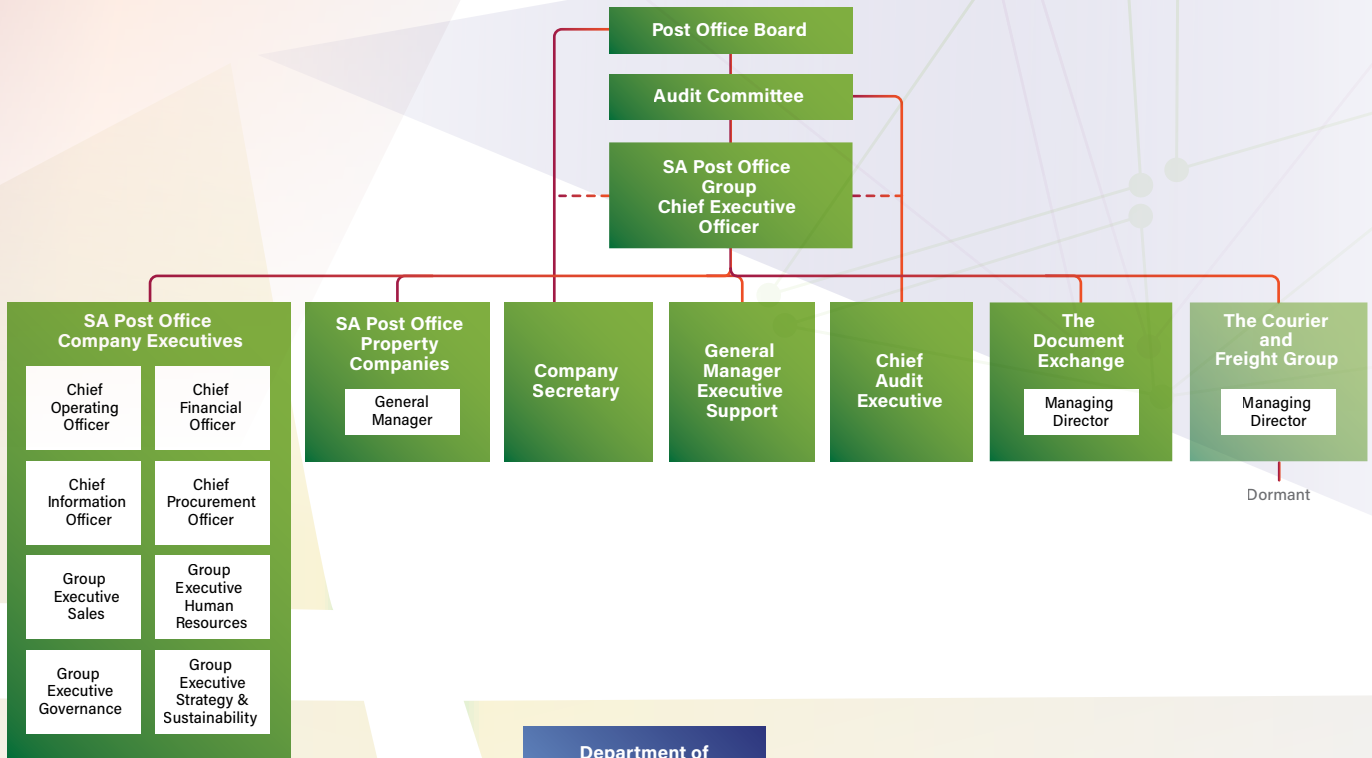 Post Office Board
Audit Committee
SA Post Office
Group
Chief Executive
Officer
SA Post Office
Company Executives
Chief
Operating
Officer
Chief
Financial
Officer
Chief
Information
Officer
Chief
Procurement
Officer
Group
Executive
Sales
Group
Executive
Human
Resources
Group
Executive
Governance
Group
Executive
Strategy &
Sustainability
SA Post Office
Property
Companies
General
Manager
Company
Secretary
General
Manager
Executive
Support
Chief
Audit
Executive
The
Document
Exchange
Managing
Director
The Courier
and
Freight Group
Managing
Director
Dormant
Department of